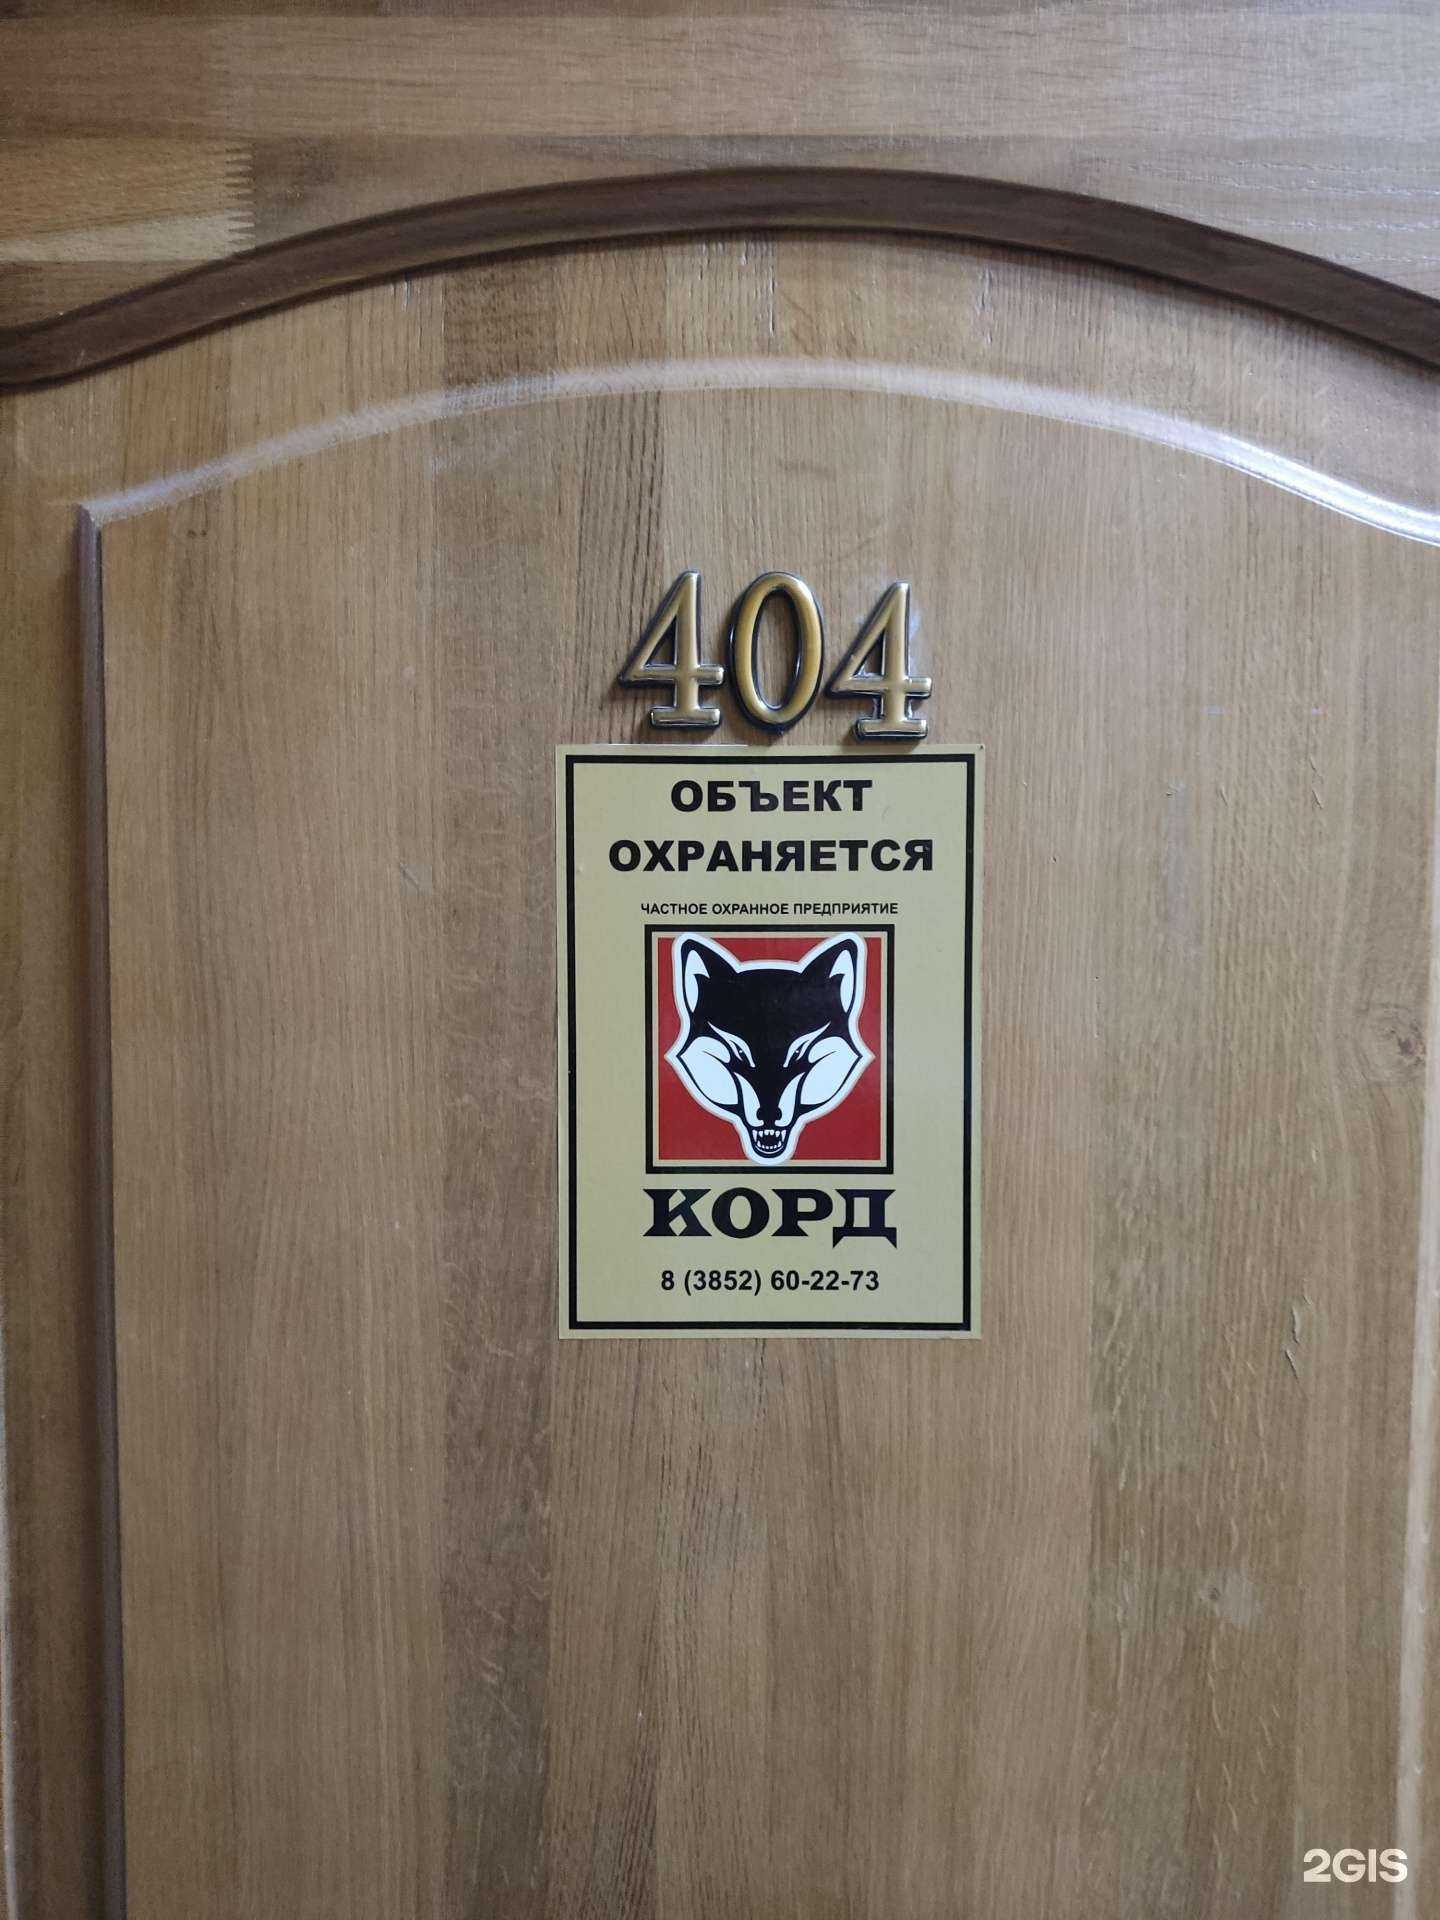 404
ОБЪЕКТ
ОХРАНЯЕТСЯ
ЧАСТНОЕ ОХРАННОЕ ПРЕДПРИЯТИЕ
КОРД
8 (3852) 60-22-73
2GIS